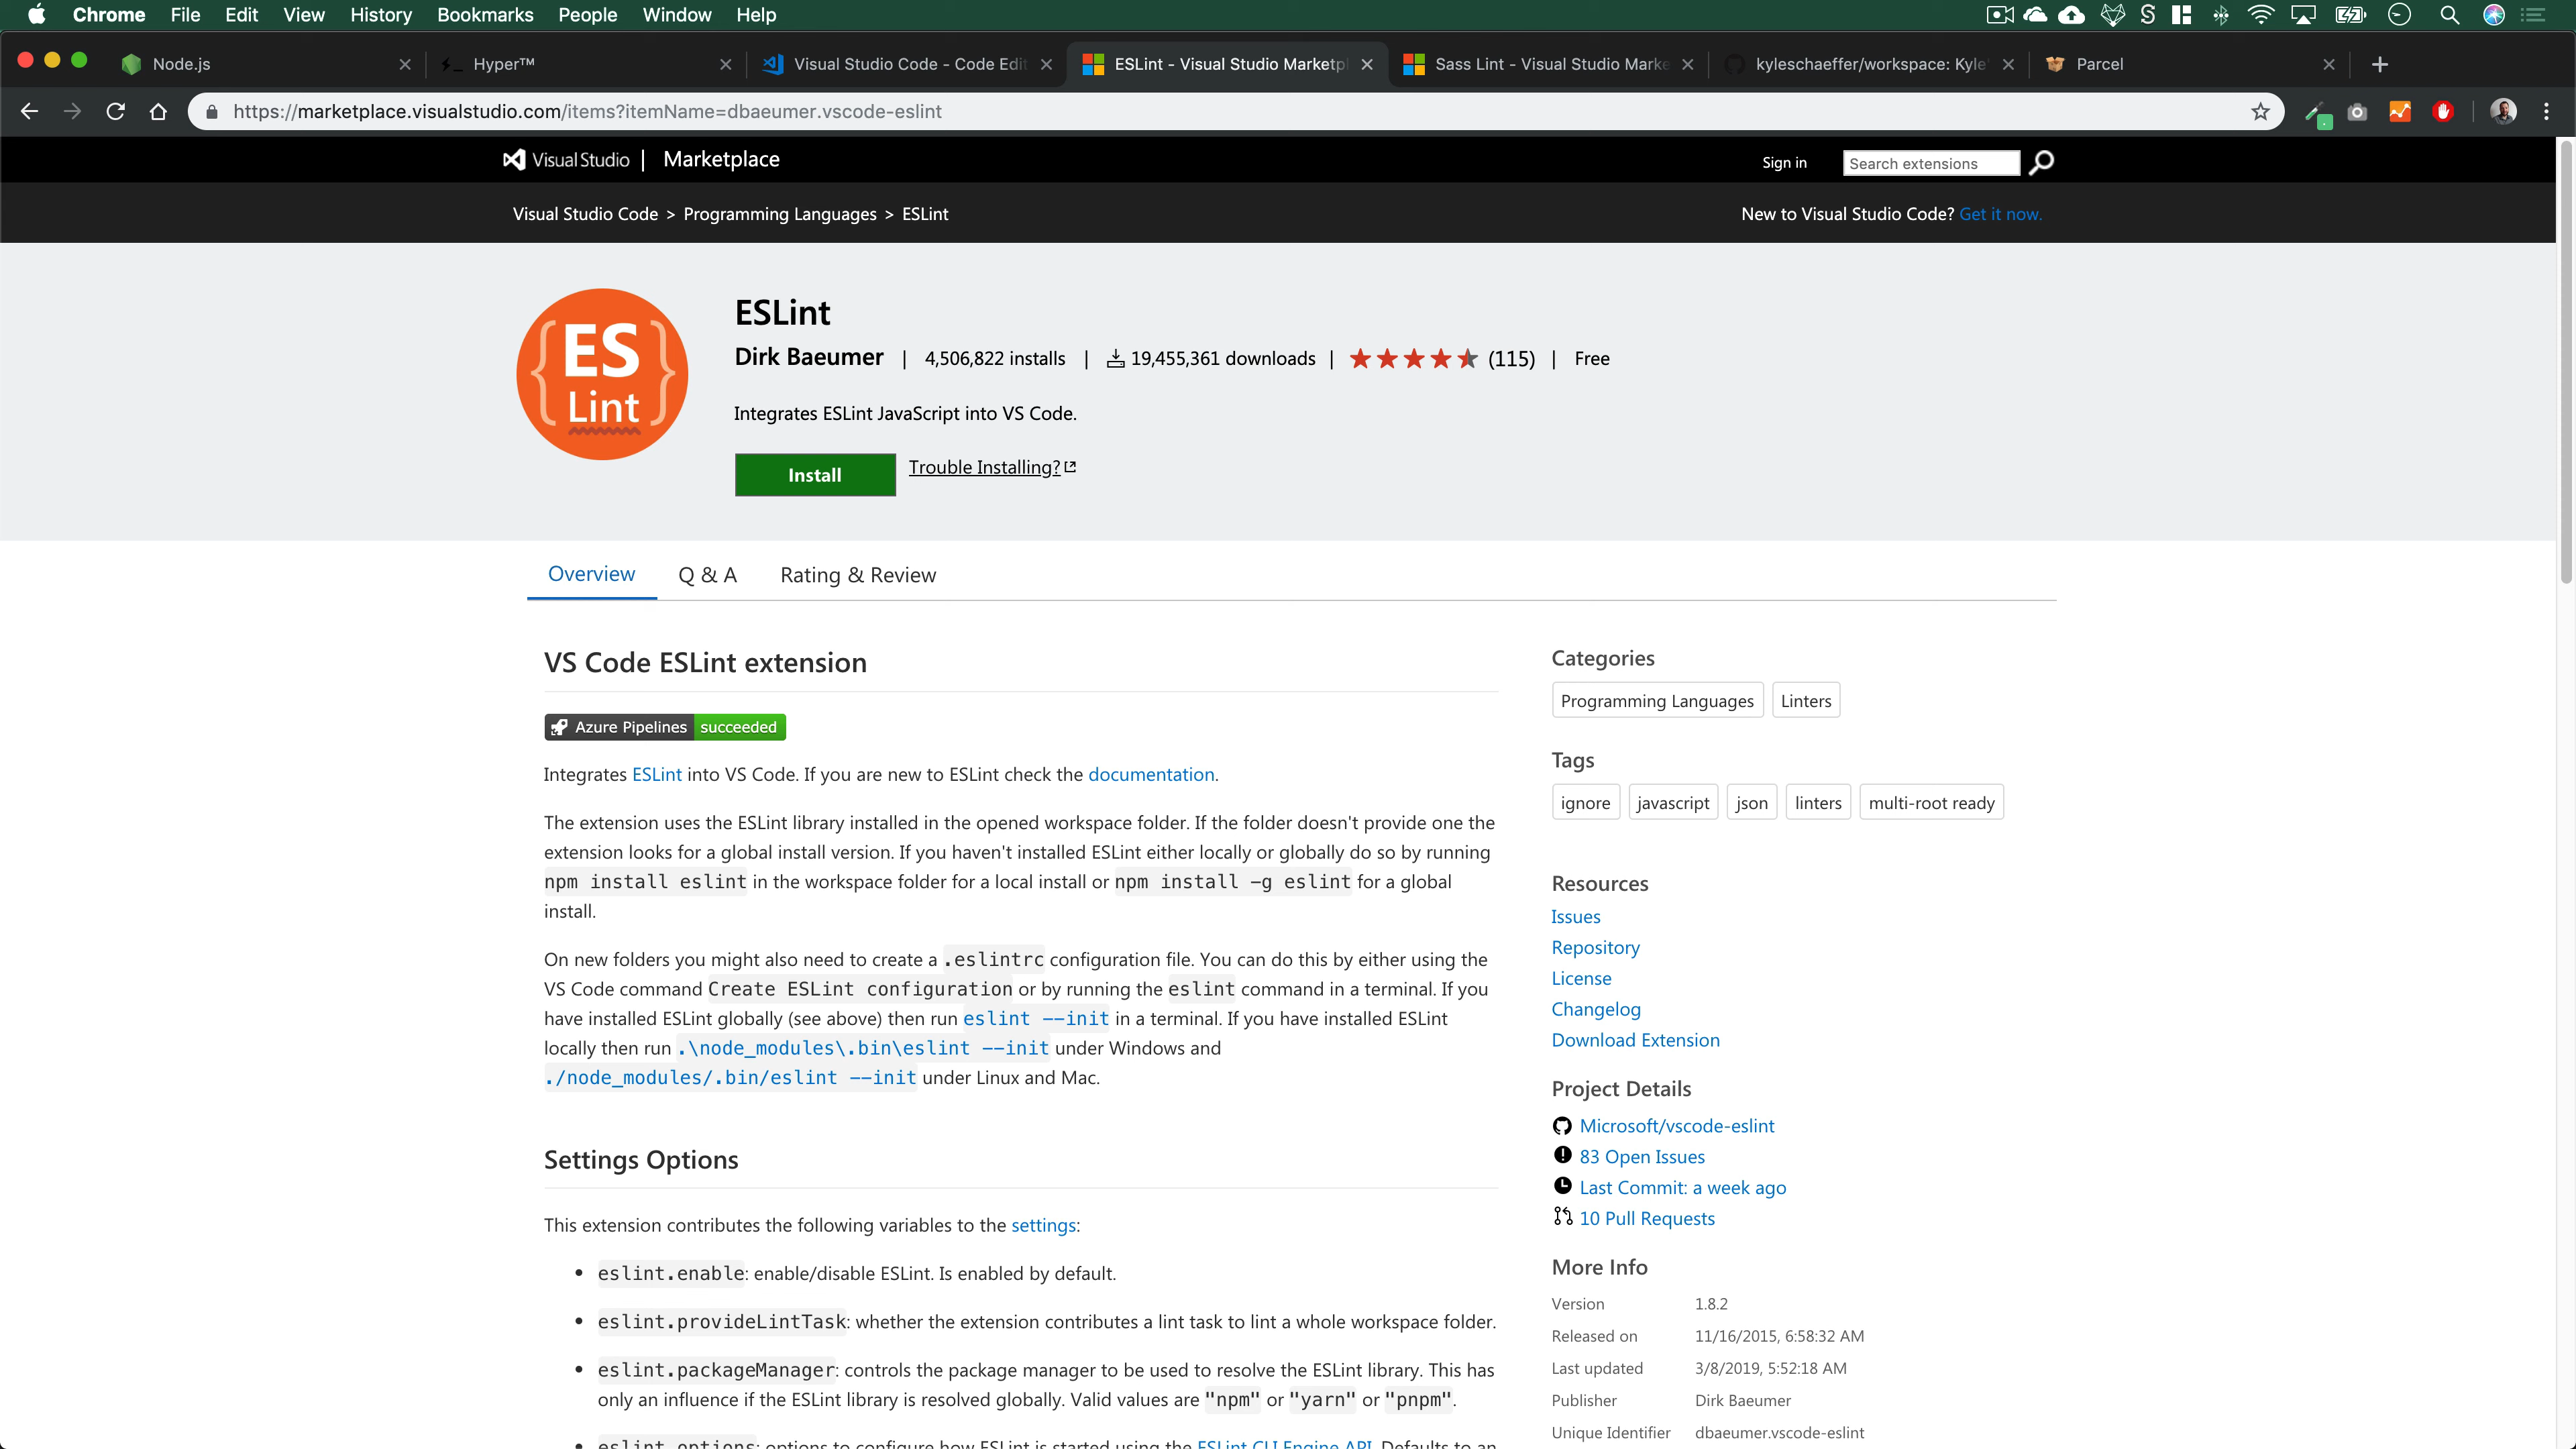 Chrome File Edit View History Bookmarks People Window Help
Node.js
Hyper™
Visual Studio Code - Code Edit
ESLint - Visual Studio Marketpl
Sass Lint - Visual Studio Marke
kyleschaeffer/workspace: Kyle'
Parcel
https://marketplace.visualstudio.com/items?itemName=dbaeumer.vscode-eslint
Visual Studio | Marketplace
Sign in
Search extensions
Visual Studio Code > Programming Languages > ESLint
New to Visual Studio Code? Get it now.
ES
Lint
ESLint
Dirk Baeumer | 4,506,822 installs | 19,455,361 downloads | (115) | Free
Integrates ESLint JavaScript into VS Code.
Install
Trouble Installing?
Overview Q & A Rating & Review
VS Code ESLint extension
Azure Pipelines succeeded
Integrates ESLint into VS Code. If you are new to ESLint check the documentation.
The extension uses the ESLint library installed in the opened workspace folder. If the folder doesn't provide one the
extension looks for a global install version. If you haven't installed ESLint either locally or globally do so by running
npm install eslint in the workspace folder for a local install or npm install -g eslint for a global
install.
On new folders you might also need to create a .eslintrc configuration file. You can do this by either using the
VS Code command Create ESLint configuration or by running the eslint command in a terminal. If you
have installed ESLint globally (see above) then run eslint --init in a terminal. If you have installed ESLint
locally then run .\node_modules\.bin\eslint --init under Windows and
./node_modules/.bin/eslint --init under Linux and Mac.
Settings Options
This extension contributes the following variables to the settings:
• eslint.enable: enable/disable ESLint. Is enabled by default.
• eslint.provideLintTask: whether the extension contributes a lint task to lint a whole workspace folder.
• eslint.packageManager: controls the package manager to be used to resolve the ESLint library. This has
only an influence if the ESLint library is resolved globally. Valid values are "npm" or "yarn" or "pnpm".
• eslint.options: options to configure how ESLint is started using the ESLint CLI Engine API. Defaults to an
Categories
Programming Languages
Linters
Tags
ignore
javascript
json
linters
multi-root ready
Resources
Issues
Repository
License
Changelog
Download Extension
Project Details
Microsoft/vscode-eslint
83 Open Issues
Last Commit: a week ago
10 Pull Requests
More Info
Version 1.8.2
Released on 11/16/2015, 6:58:32 AM
Last updated 3/8/2019, 5:52:18 AM
Publisher Dirk Baeumer
Unique Identifier dbaeumer.vscode-eslint